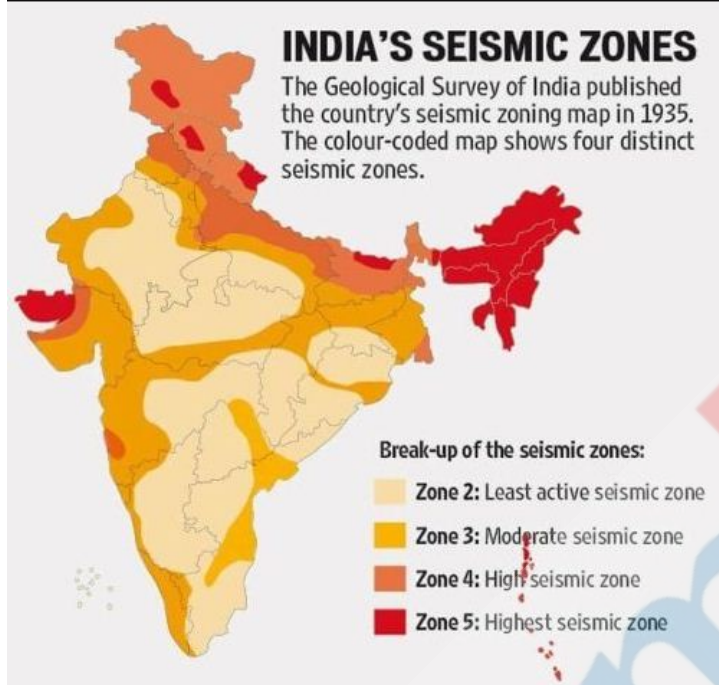 INDIA'S SEISMIC ZONES
The Geological Survey of India published
the country's seismic zoning map in 1935.
The colour-coded map shows four distinct
seismic zones.
Break-up of the seismic zones:
Zone 2: Least active seismic zone
Zone 3: Moderate seismic zone
Zone 4: High seismic zone
Zone 5: Highest seismic zone